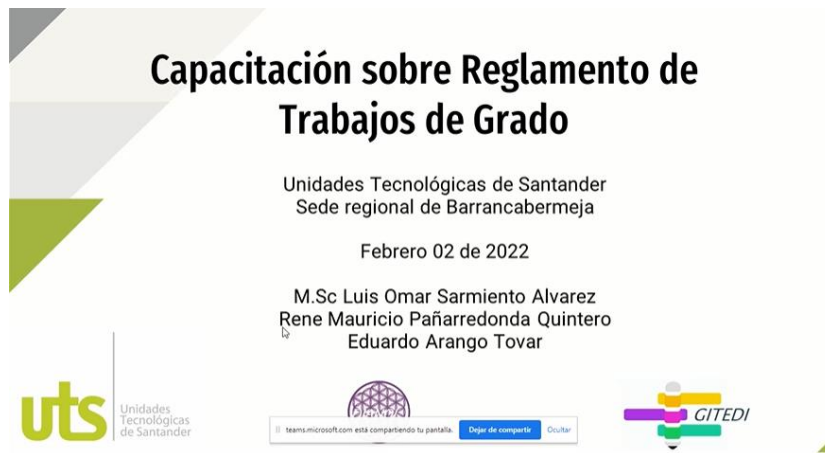 Capacitación sobre Reglamento de
Trabajos de Grado
Unidades Tecnológicas de Santander
Sede regional de Barrancabermeja
Febrero 02 de 2022
M.Sc Luis Omar Sarmiento Alvarez
Rene Mauricio Pañarredonda Quintero
Eduardo Arango Tovar
uts
Unidades
Tecnológicas
de Santander
teams.microsoft.com está compartiendo tu pantalla.
Dejar de compartir
Ocultar
GITEDI